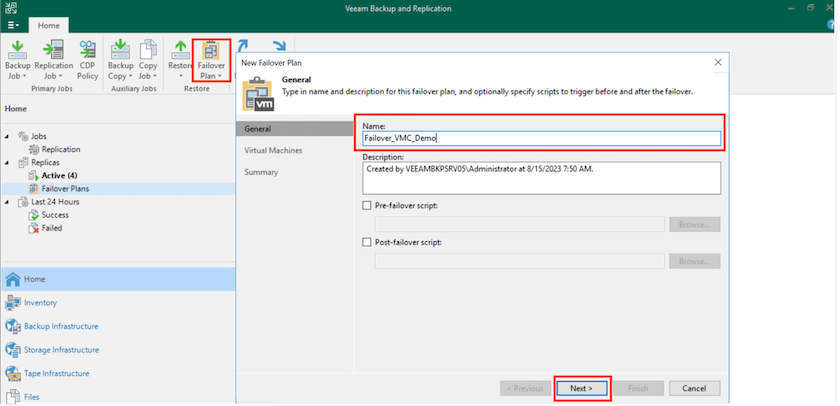 Veeam Backup and Replication
Home
Backup Job
Replication Job
CDP Policy
Primary Jobs
Backup Copy
Copy Job
Auxiliary Jobs
Restore
Failover Plan
Restore
Home
Jobs
Replication
Replicas
Active (4)
Failover Plans
Last 24 Hours
Success
Failed
Home
Inventory
Backup Infrastructure
Storage Infrastructure
Tape Infrastructure
Files
New Failover Plan
vm
General
Type in name and description for this failover plan, and optionally specify scripts to trigger before and after the failover.
General
Virtual Machines
Summary
Name:
Failover_VMC_Demo
Description:
Created by VEEAMBKPSRV05\Administrator at 8/15/2023 7:50 AM.
Pre-failover script:
Browse...
Post-failover script:
Browse...
< Previous
Next >
Finish
Cancel